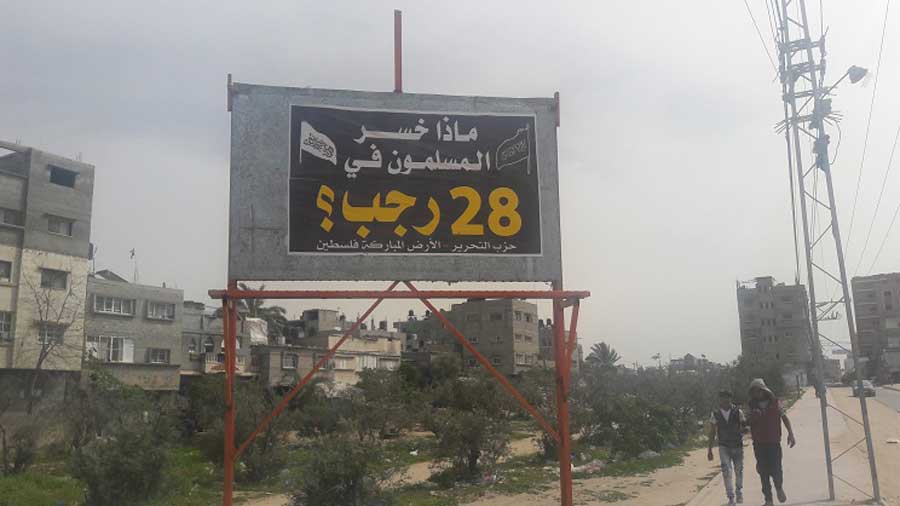 ماذا خسر
المسلمون في
28 رجب؟
حزب التحرير - الأرض المباركة فلسطين